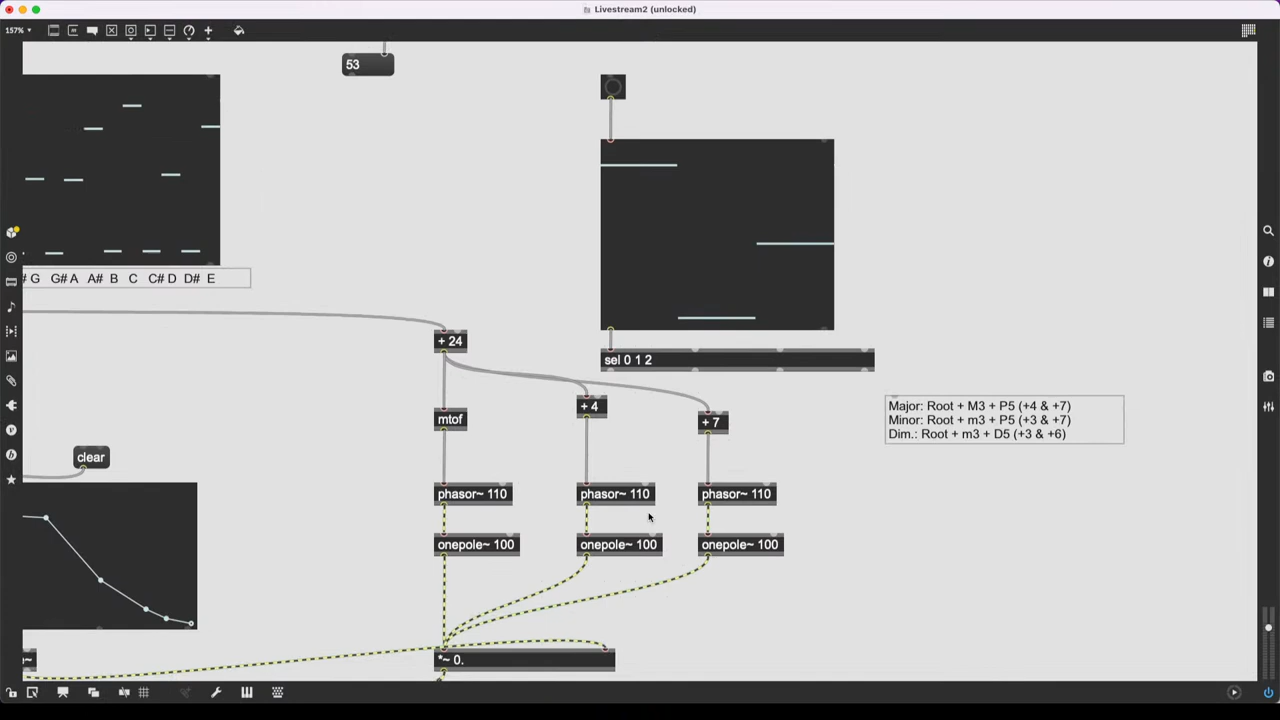 Livestream2 (unlocked)
157%
53
# G G# A A# B C C# D D# E
+ 24
sel 0 1 2
+ 4
+ 7
mtof
Major: Root + M3 + P5 (+4 & +7)
Minor: Root + m3 + P5 (+3 & +7)
Dim.: Root + m3 + D5 (+3 & +6)
clear
phasor~ 110
phasor~ 110
phasor~ 110
onepole~ 100
onepole~ 100
onepole~ 100
*~ 0.